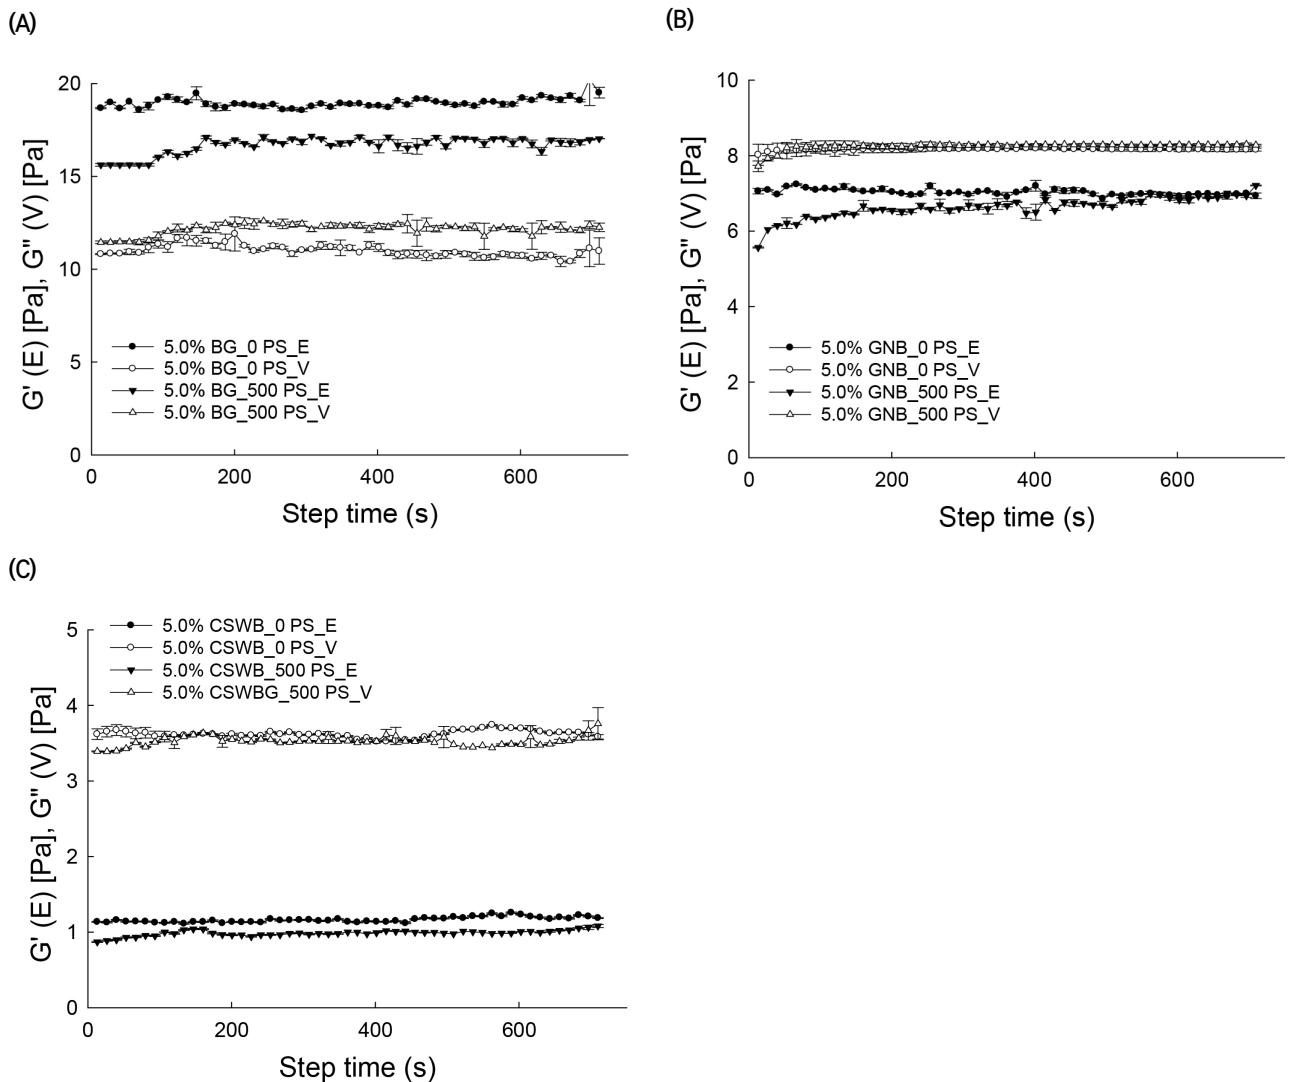 (A)
20
15
10
5
0
G' (E) [Pa], G" (V) [Pa]
5.0% BG_0 PS_E
5.0% BG_0 PS_V
5.0% BG_500 PS_E
5.0% BG_500 PS_V
0 200 400 600
Step time (s)
(B)
10
8
6
4
2
0
G' (E) [Pa], G" (V) [Pa]
5.0% GNB_0 PS_E
5.0% GNB_0 PS_V
5.0% GNB_500 PS_E
5.0% GNB_500 PS_V
0 200 400 600
Step time (s)
(C)
5.0% CSWB_0 PS_E
5.0% CSWB_0 PS_V
5.0% CSWB_500 PS_E
5.0% CSWBG_500 PS_V
5
4
3
2
1
0
G' (E) [Pa], G" (V) [Pa]
0 200 400 600
Step time (s)